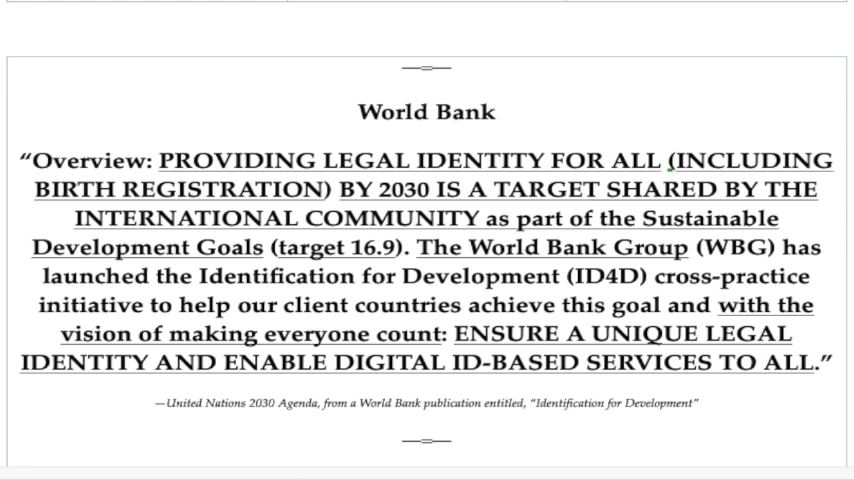 World Bank
“Overview: PROVIDING LEGAL IDENTITY FOR ALL (INCLUDING
BIRTH REGISTRATION) BY 2030 IS A TARGET SHARED BY THE
INTERNATIONAL COMMUNITY as part of the Sustainable
Development Goals (target 16.9). The World Bank Group (WBG) has
launched the Identification for Development (ID4D) cross-practice
initiative to help our client countries achieve this goal and with the
vision of making everyone count: ENSURE A UNIQUE LEGAL
IDENTITY AND ENABLE DIGITAL ID-BASED SERVICES TO ALL.”
—United Nations 2030 Agenda, from a World Bank publication entitled, “Identification for Development”